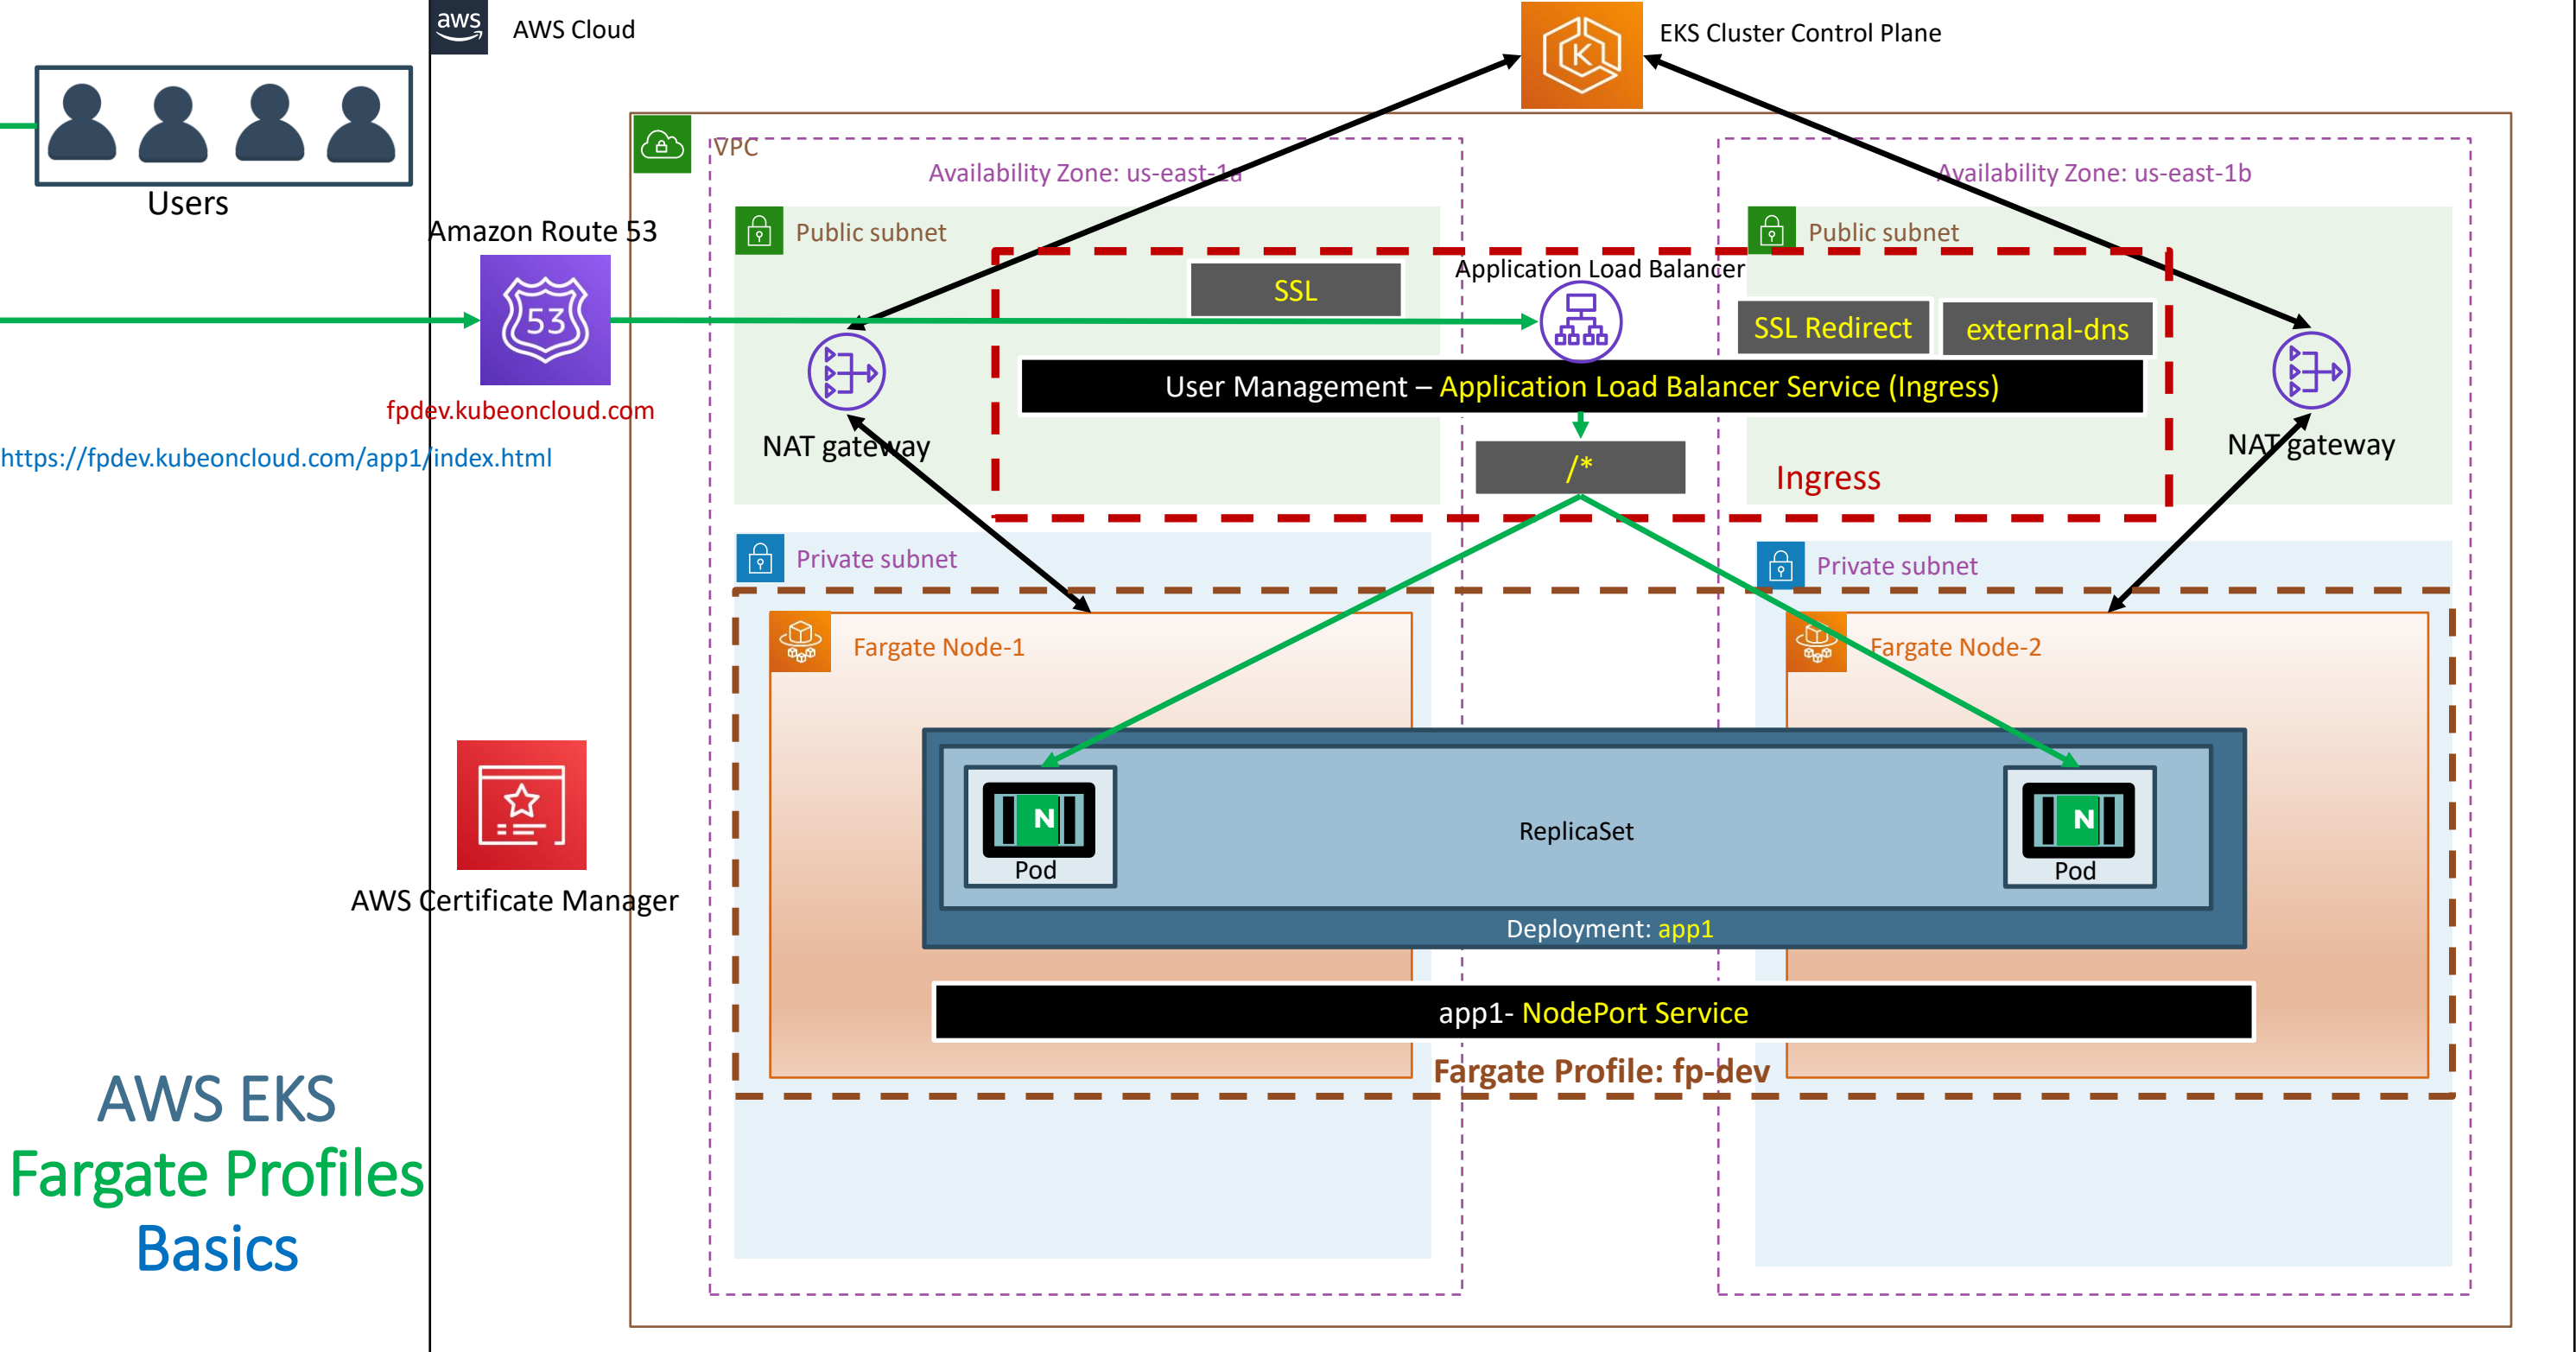 aws
AWS Cloud
EKS Cluster Control Plane
Users
VPC
Availability Zone: us-east-1a
Availability Zone: us-east-1b
Amazon Route 53
53
fpdev.kubeoncloud.com
https://fpdev.kubeoncloud.com/app1/index.html
Public subnet
Public subnet
SSL
Application Load Balancer
SSL Redirect
external-dns
User Management – Application Load Balancer Service (Ingress)
NAT gateway
NAT gateway
/*
Ingress
Private subnet
Private subnet
Fargate Node-1
Fargate Node-2
N
Pod
ReplicaSet
N
Pod
Deployment: app1
app1- NodePort Service
Fargate Profile: fp-dev
AWS Certificate Manager
AWS EKS
Fargate Profiles
Basics
K